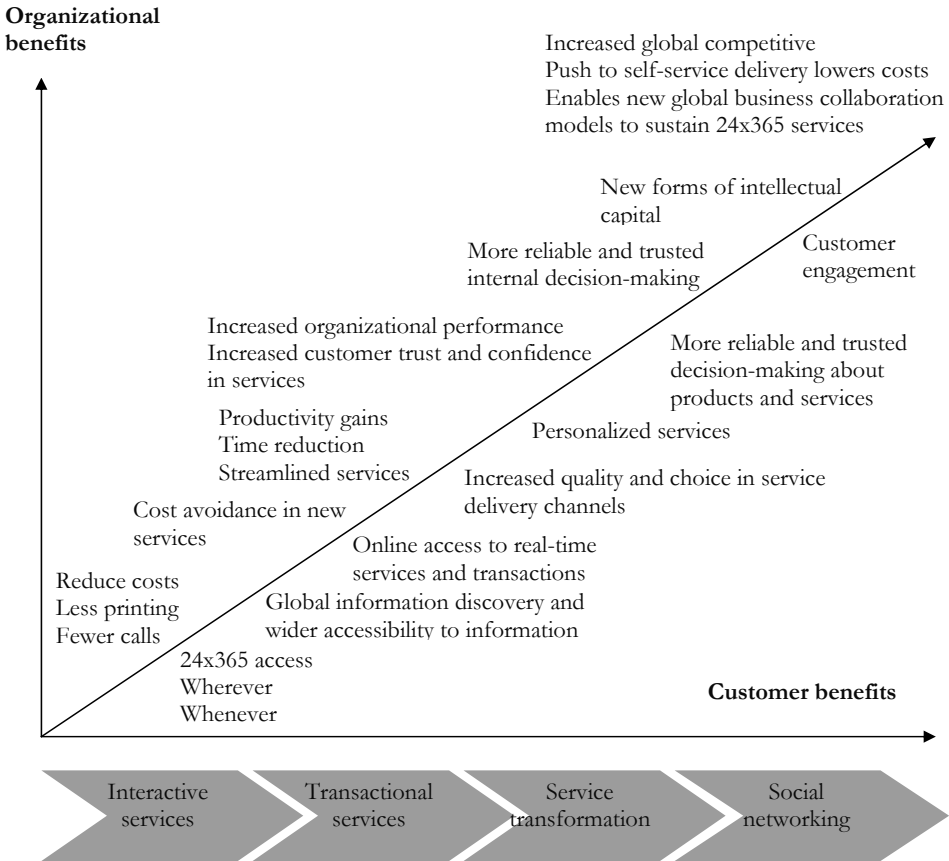 Organizational
benefits
Increased global competitive
Push to self-service delivery lowers costs
Enables new global business collaboration
models to sustain 24x365 services
New forms of intellectual
capital
More reliable and trusted
internal decision-making
Customer
engagement
Increased organizational performance
Increased customer trust and confidence
in services
More reliable and trusted
decision-making about
products and services
Productivity gains
Time reduction
Streamlined services
Personalized services
Increased quality and choice in service
delivery channels
Cost avoidance in new
services
Online access to real-time
services and transactions
Reduce costs
Less printing
Fewer calls
Global information discovery and
wider accessibility to information
24x365 access
Wherever
Whenever
Customer benefits
Interactive
services
Transactional
services
Service
transformation
Social
networking